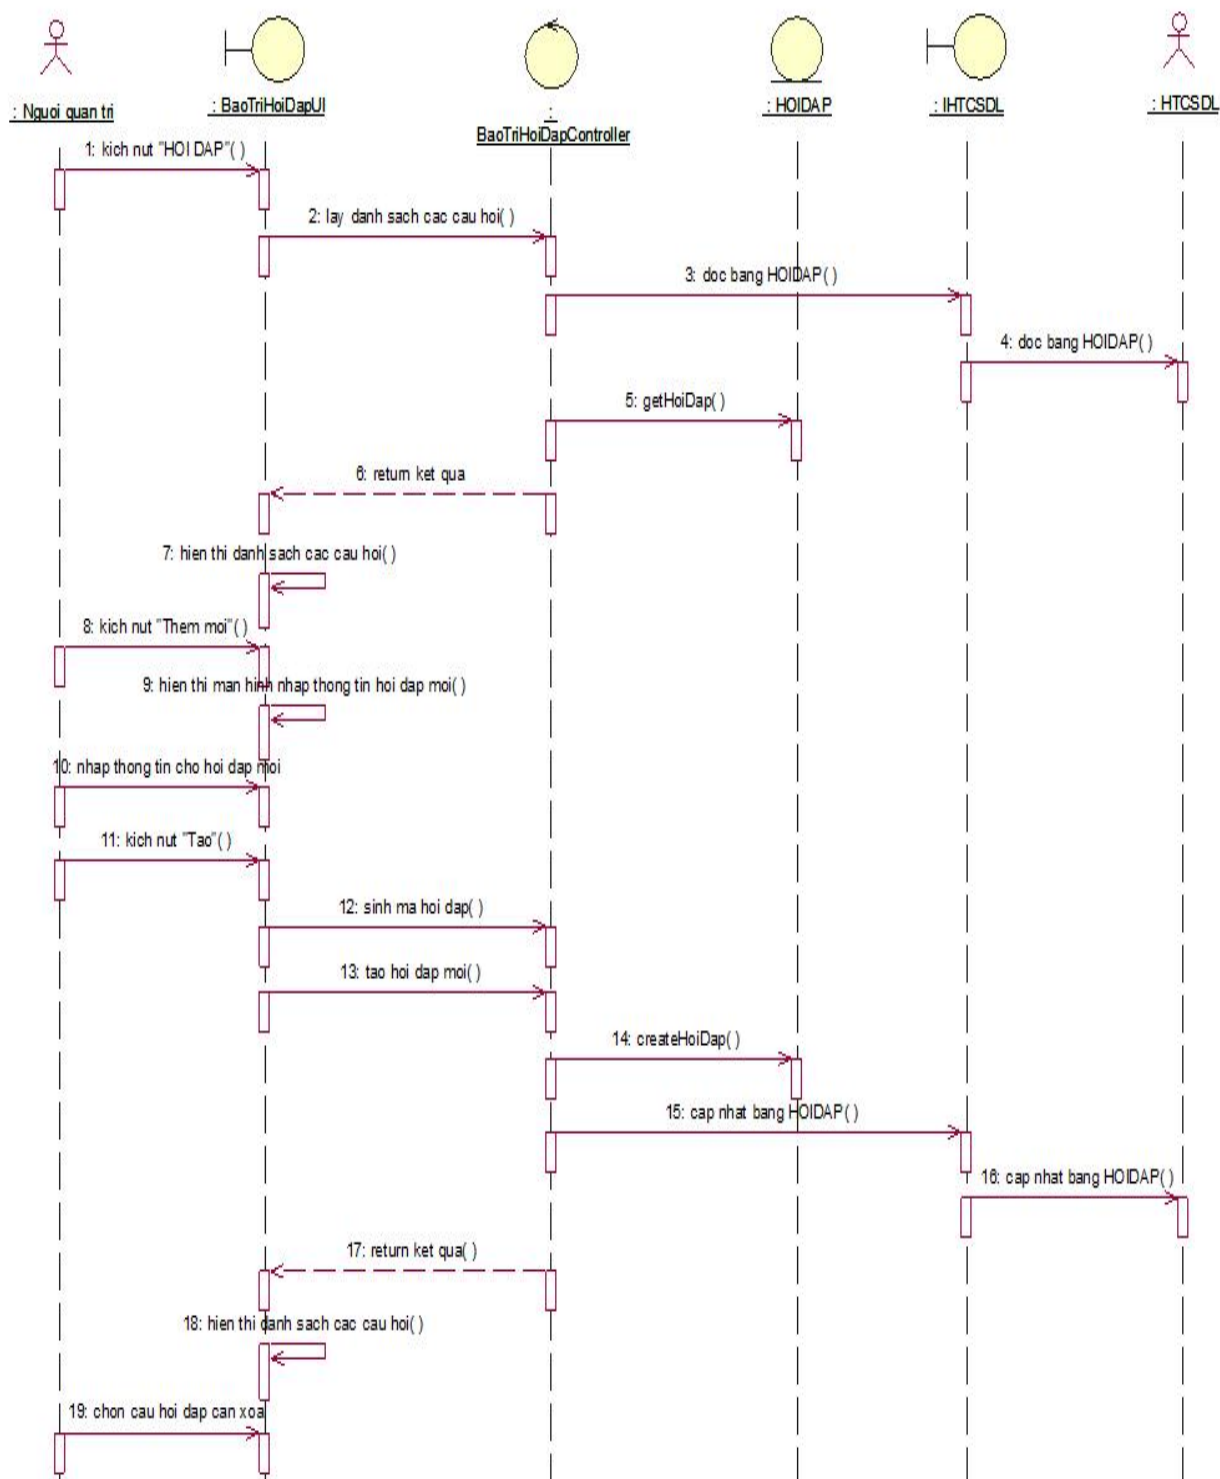 : Nguoi quan tri
: BaoTriHoiDapUI
:
BaoTriHoiDapController
: HOIDAP
: IHTCSDL
: HTCSDL
1: kich nut "HOI DAP"( )
2: lay danh sach cac cau hoi( )
3: doc bang HOIDAP( )
4: doc bang HOIDAP( )
5: getHoiDap( )
6: return ket qua
7: hien thi danh sach cac cau hoi( )
8: kich nut "Them moi"( )
9: hien thi man hinh nhap thong tin hoi dap moi( )
10: nhap thong tin cho hoi dap moi
11: kich nut "Tao"( )
12: sinh ma hoi dap( )
13: tao hoi dap moi( )
14: createHoiDap( )
15: cap nhat bang HOIDAP( )
16: cap nhat bang HOIDAP( )
17: return ket qua( )
18: hien thi danh sach cac cau hoi( )
19: chon cau hoi dap can xoa